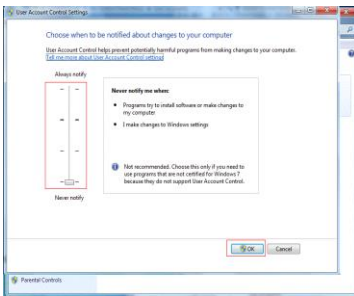 User Account Control Settings
Choose when to be notified about changes to your computer
User Account Control helps prevent potentially harmful programs from making changes to your computer.
Tell me more about User Account Control settings
Always notify
Never notify me when:
Programs try to install software or make changes to
my computer
I make changes to Windows settings
Not recommended. Choose this only if you need to
use programs that are not certified for Windows 7
because they do not support User Account Control.
Never notify
OK
Cancel
Parental Controls